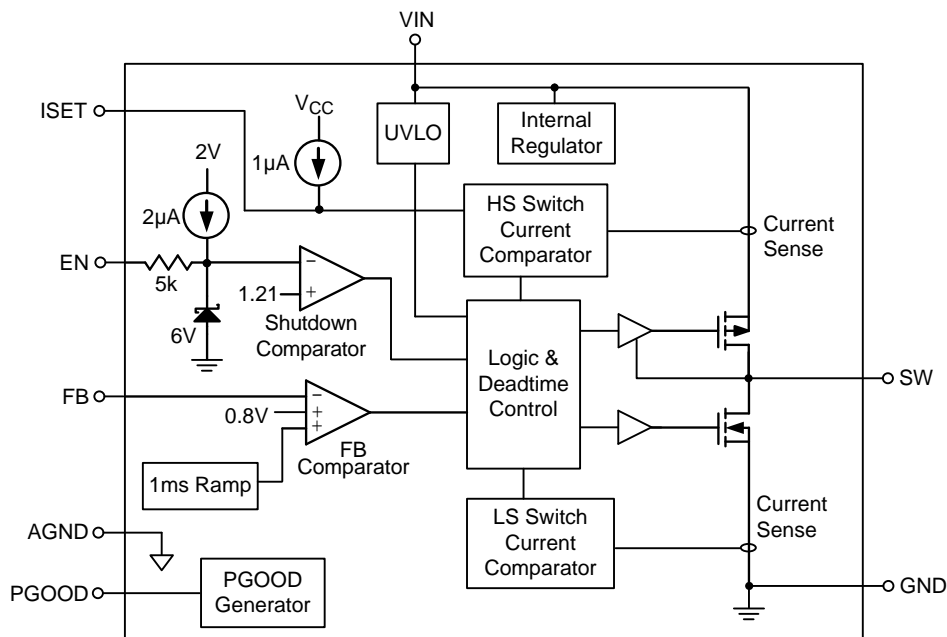 VIN
ISET
VCC
1µA
UVLO
Internal
Regulator
2V
2µA
HS Switch
Current
Comparator
Current
Sense
EN
5k
1.21
−
+
Shutdown
Comparator
6V
Logic &
Deadtime
Control
SW
FB
0.8V
−
+
+
FB
Comparator
1ms Ramp
LS Switch
Current
Comparator
Current
Sense
AGND
PGOOD
PGOOD
Generator
GND